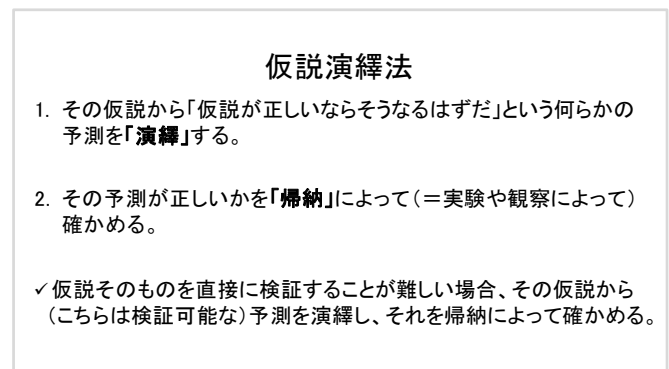 仮説演繹法
1. その仮説から「仮説が正しいならそうなるはずだ」という何らかの
予測を「演繹」する。
2. その予測が正しいかを「帰納」によって(=実験や観察によって)
確かめる。
✓仮説そのものを直接に検証することが難しい場合、その仮説から
(こちらは検証可能な)予測を演繹し、それを帰納によって確かめる。